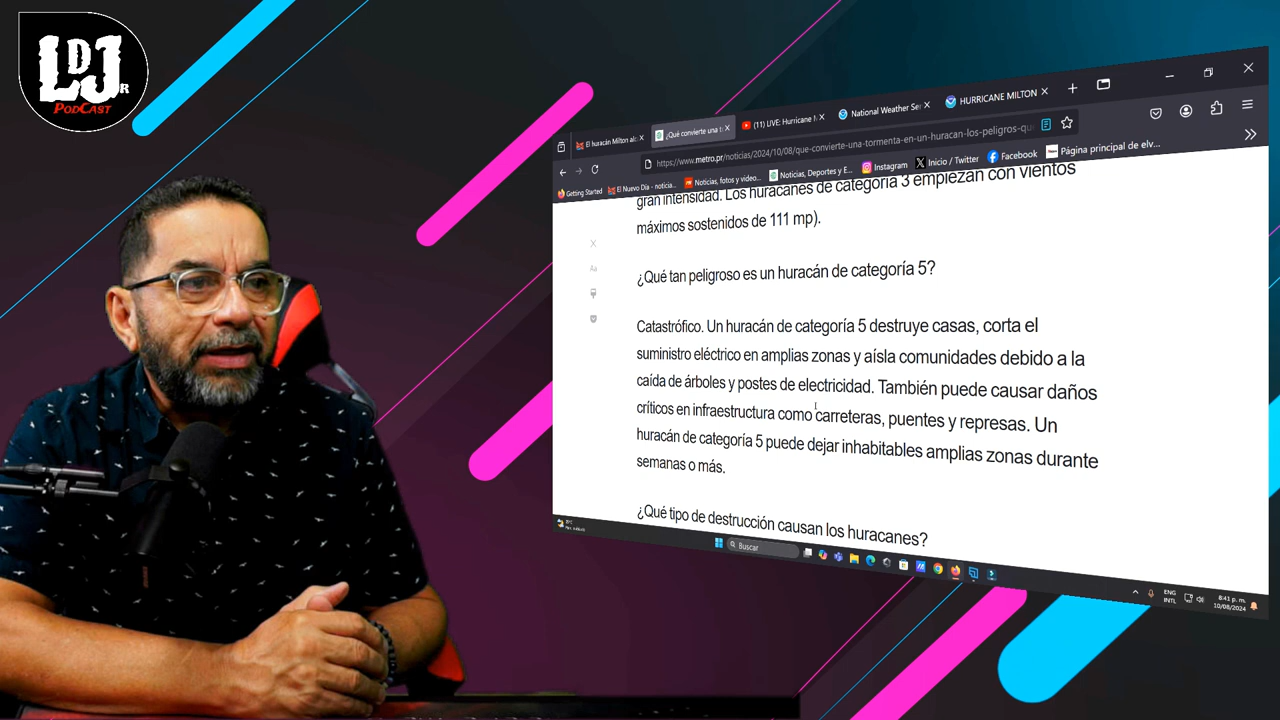 LDJR
PodCast
El huracán Milton al
¿Qué convierte una t
(11) LIVE: Hurricane
National Weather Ser
HURRICANE MILTON
https://www.metro.pr/noticias/2024/10/08/que-convierte-una-tormenta-en-un-huracan-los-peligros-qu
Getting Started
El Nuevo Día - noticia...
Noticias, fotos y video...
Noticias, Deportes y E...
Instagram
Inicio / Twitter
Facebook
Página principal de elv...
gran intensidad. Los huracanes de categoría 3 empiezan con vientos
máximos sostenidos de 111 mp).
¿Qué tan peligroso es un huracán de categoría 5?
Catastrófico. Un huracán de categoría 5 destruye casas, corta el
suministro eléctrico en amplias zonas y aísla comunidades debido a la
caída de árboles y postes de electricidad. También puede causar daños
críticos en infraestructura como carreteras, puentes y represas. Un
huracán de categoría 5 puede dejar inhabitables amplias zonas durante
semanas o más.
¿Qué tipo de destrucción causan los huracanes?
Buscar
ENG
INTL
8:41 p. m.
10/08/2024